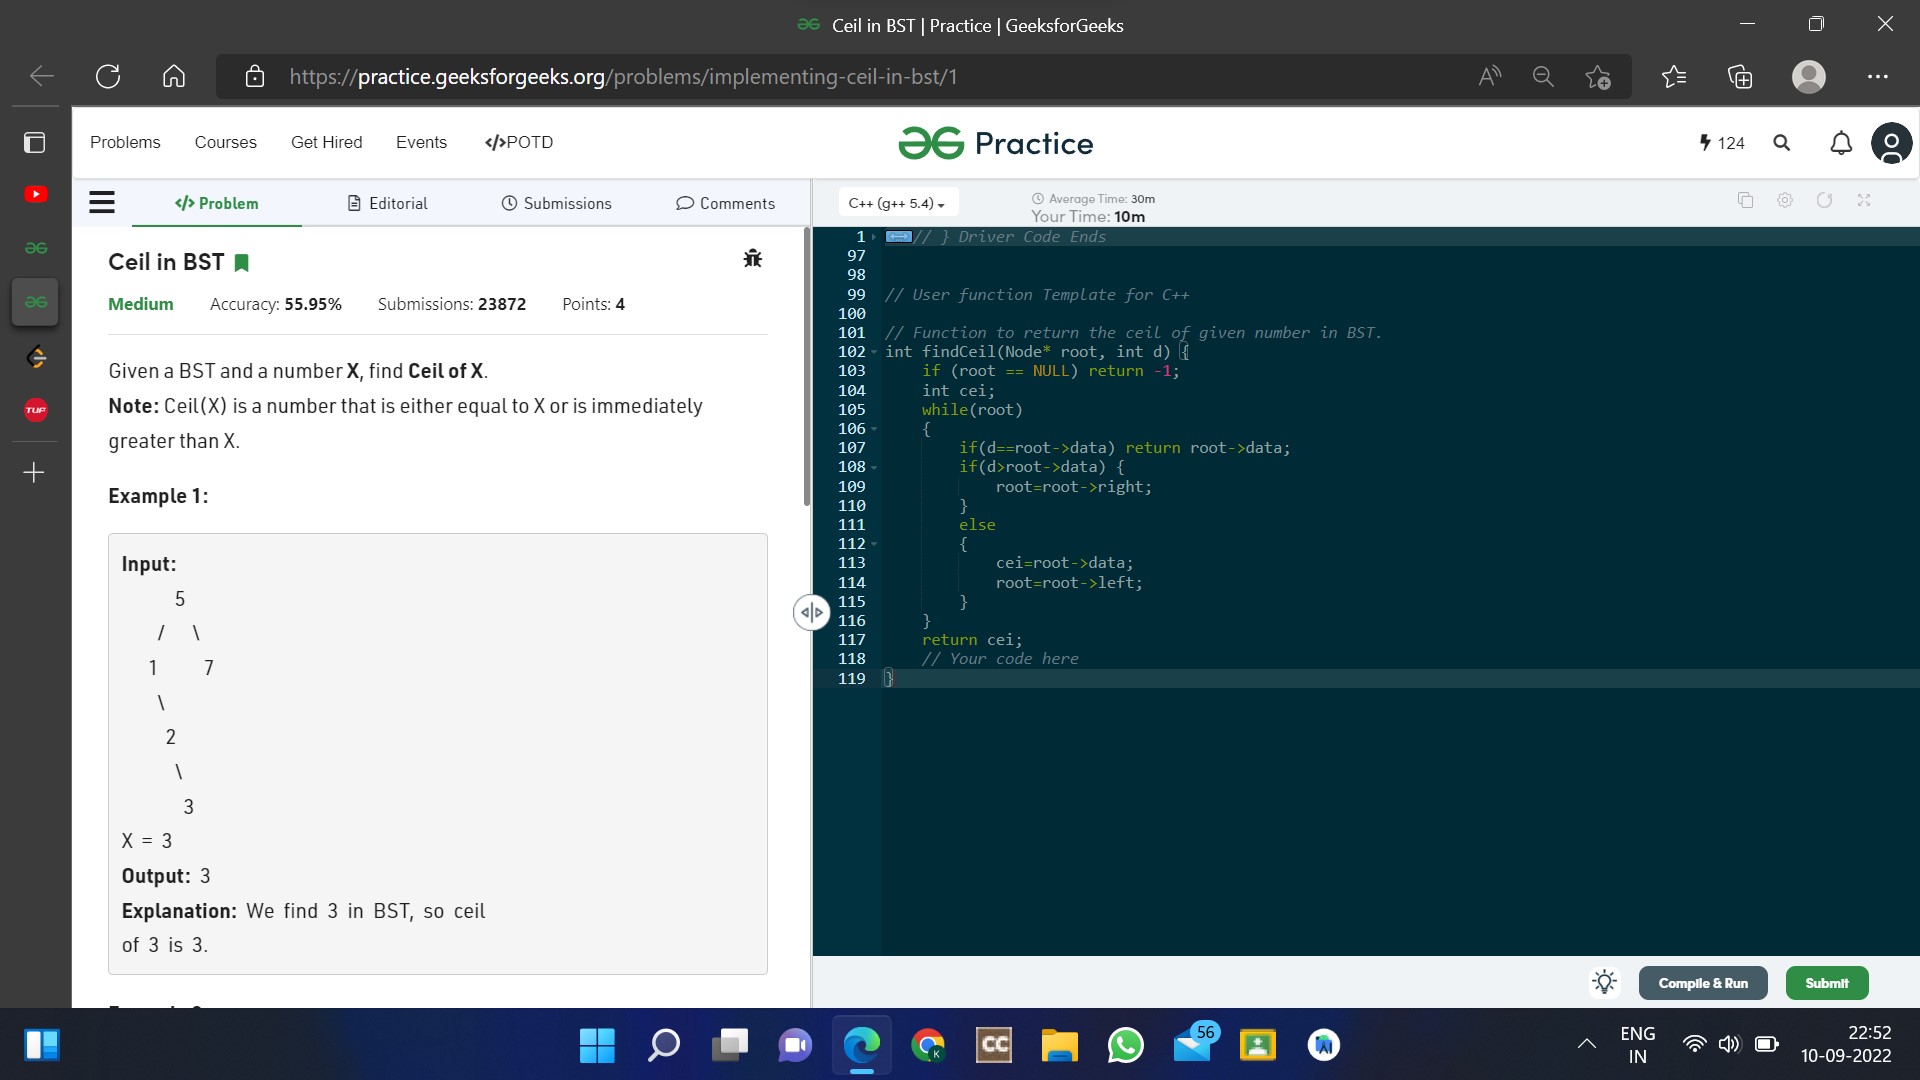 Ceil in BST | Practice | GeeksforGeeks
https://practice.geeksforgeeks.org/problems/implementing-ceil-in-bst/1
Problems Courses Get Hired Events </>POTD
Practice
124
</> Problem Editorial Submissions Comments
C++ (g++ 5.4)
Average Time: 30m
Your Time: 10m
Ceil in BST
Medium Accuracy: 55.95% Submissions: 23872 Points: 4
Given a BST and a number X, find Ceil of X.
Note: Ceil(X) is a number that is either equal to X or is immediately
greater than X.
Example 1:
Input:
5
/ \
1 7
\
2
\
3
X = 3
Output: 3
Explanation: We find 3 in BST, so ceil
of 3 is 3.
1 // } Driver Code Ends
97
98
99 // User function Template for C++
100
101 // Function to return the ceil of given number in BST.
102 int findCeil(Node* root, int d) {
103 if (root == NULL) return -1;
104 int cei;
105 while(root)
106 {
107 if(d==root->data) return root->data;
108 if(d>root->data) {
109 root=root->right;
110 }
111 else
112 {
113 cei=root->data;
114 root=root->left;
115 }
116 }
117 return cei;
118 // Your code here
119 }
Compile & Run Submit
TUF
CC
K
56
ENG
IN
22:52
10-09-2022